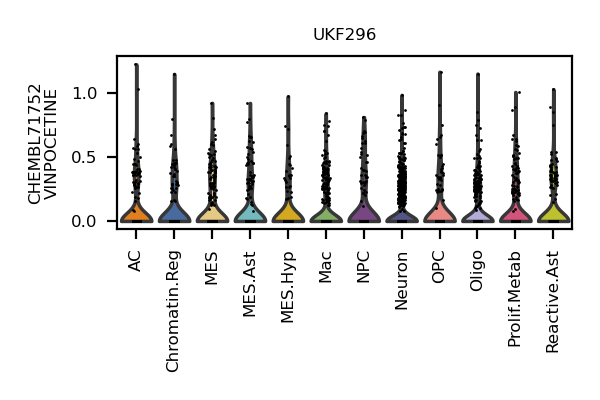 UKF296
CHEMBL71752
VINPOCETINE
1.0
0.5
0.0
AC
Chromatin.Reg
MES
MES.Ast
MES.Hyp
Mac
NPC
Neuron
OPC
Oligo
Prolif.Metab
Reactive.Ast